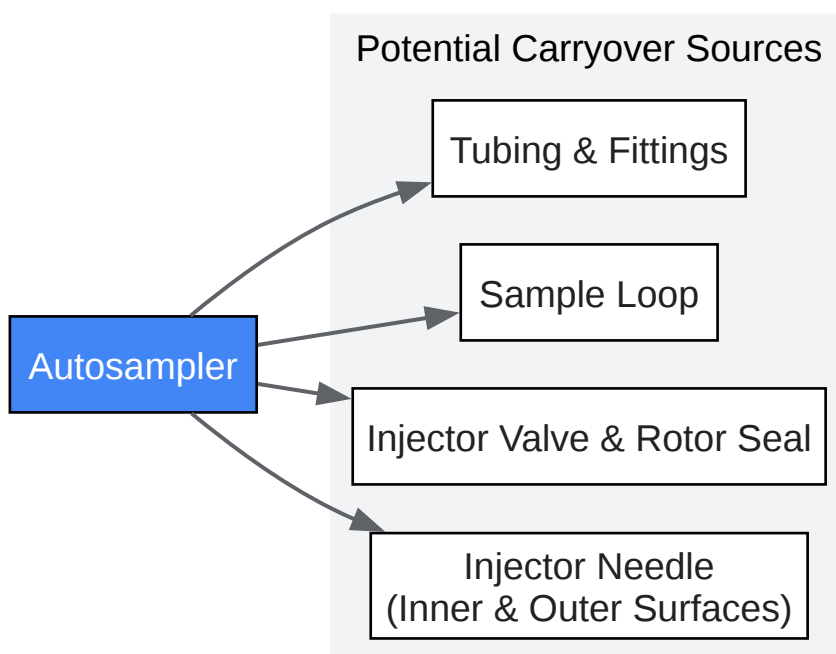 Potential Carryover Sources
Tubing & Fittings
Sample Loop
Autosampler
Injector Valve & Rotor Seal
Injector Needle
(Inner & Outer Surfaces)